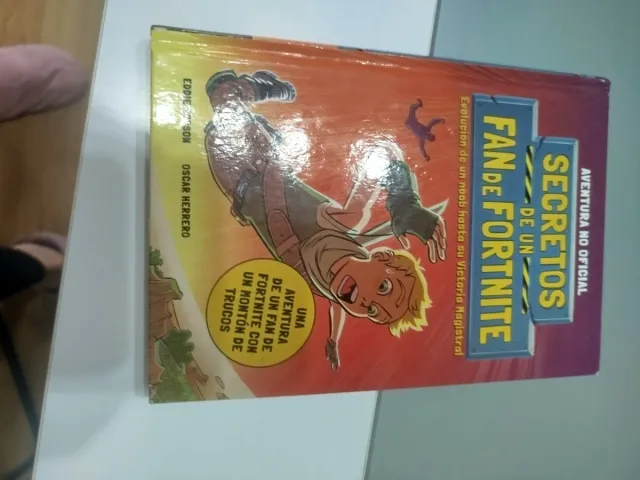 AVENTURA NO OFICIAL
SECRETOS
DE UN
FAN DE FORTNITE
Evolución de un noob hasta su Victoria Magistral
UNA
AVENTURA
DE UN FAN DE
FORTNITE CON
UN MONTÓN DE
TRUCOS
EDDIE
OSCAR HERRERO